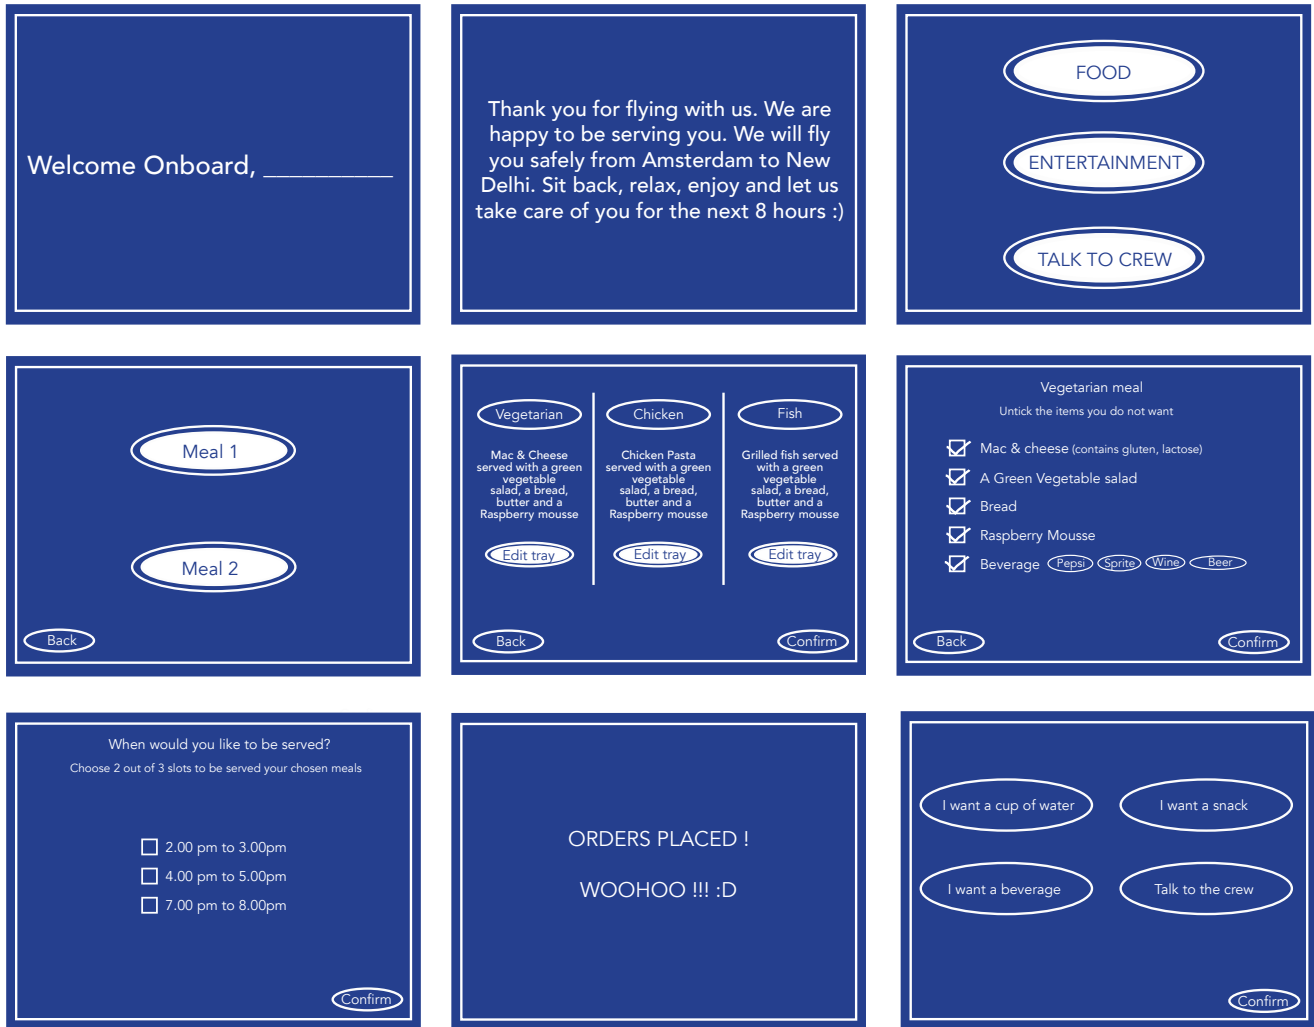 Welcome Onboard, __________
Thank you for flying with us. We are
happy to be serving you. We will fly
you safely from Amsterdam to New
Delhi. Sit back, relax, enjoy and let us
take care of you for the next 8 hours :)
FOOD
ENTERTAINMENT
TALK TO CREW
Meal 1
Meal 2
Back
Vegetarian
Mac & Cheese
served with a green
vegetable
salad, a bread,
butter and a
Raspberry mousse
Edit tray
Chicken
Chicken Pasta
served with a green
vegetable
salad, a bread,
butter and a
Raspberry mousse
Edit tray
Fish
Grilled fish served
with a green
vegetable
salad, a bread,
butter and a
Raspberry mousse
Edit tray
Back
Confirm
Vegetarian meal
Untick the items you do not want
Mac & cheese (contains gluten, lactose)
A Green Vegetable salad
Bread
Raspberry Mousse
Beverage Pepsi Sprite Wine Beer
Back
Confirm
When would you like to be served?
Choose 2 out of 3 slots to be served your chosen meals
2.00 pm to 3.00pm
4.00 pm to 5.00pm
7.00 pm to 8.00pm
Confirm
ORDERS PLACED !
WOOHOO !!! :D
I want a cup of water
I want a snack
I want a beverage
Talk to the crew
Confirm